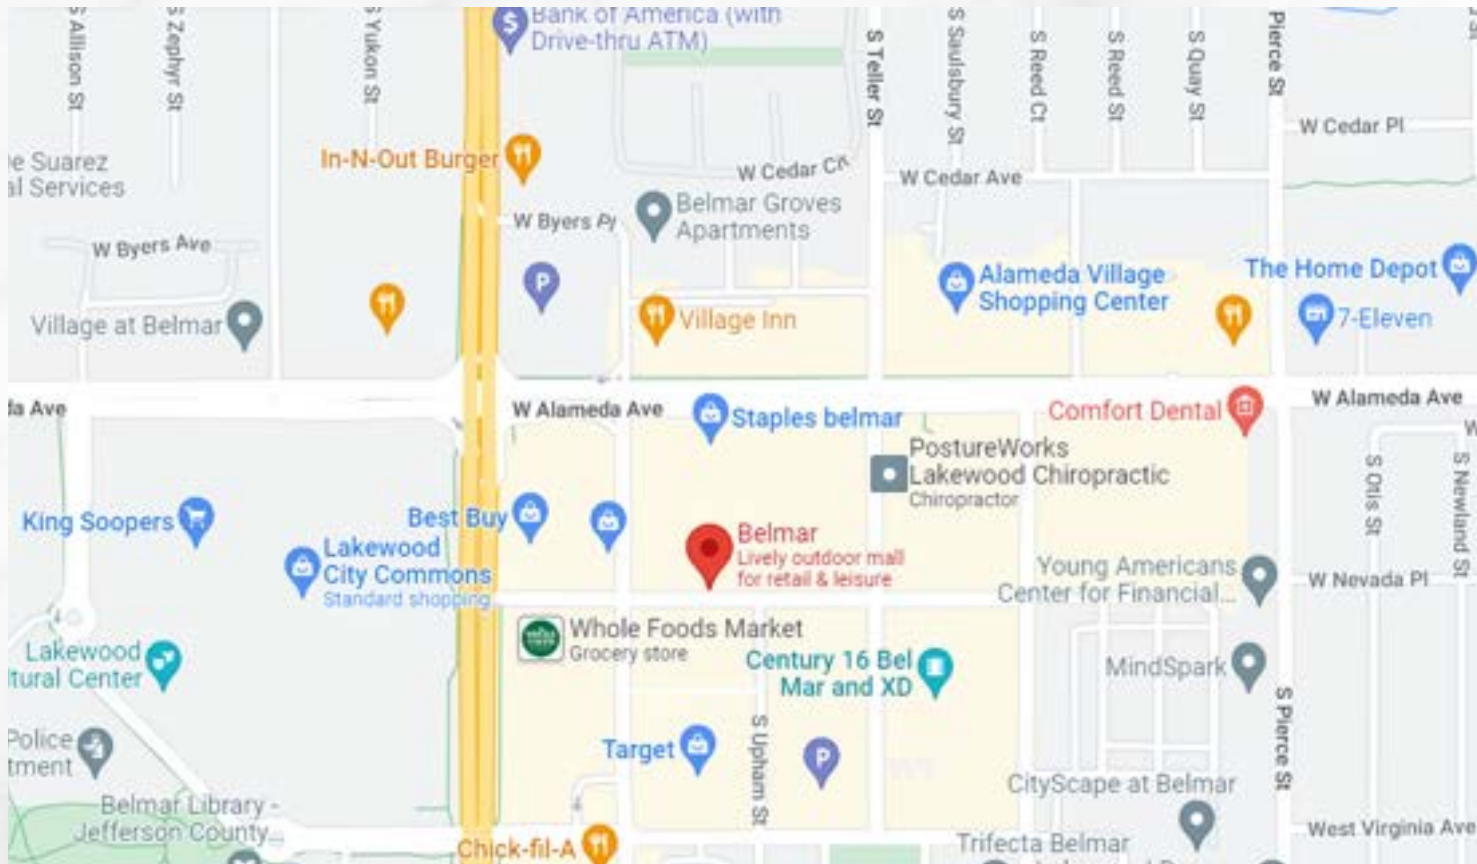 S Allison St
S Zephyr St
S Yukon St
Bank of America (with
Drive-thru ATM)
S Teller St
S Saulsbury St
S Reed Ct
S Reed St
S Quay St
Pierce St
W Cedar Pl
In-N-Out Burger
e Suarez
al Services
W Cedar Cir
W Cedar Ave
Belmar Groves
Apartments
W Byers Pl
W Byers Ave
The Home Depot
Alameda Village
Shopping Center
Village at Belmar
P
Village Inn
7-Eleven
da Ave
W Alameda Ave
W Alameda Ave
Staples belmar
Comfort Dental
W
PostureWorks
Lakewood Chiropractic
Chiropractor
S Otis St
S Newland St
King Soopers
Best Buy
Belmar
Lively outdoor mall
for retail & leisure
Lakewood
City Commons
Standard shopping
Young Americans
Center for Financial...
W Nevada Pl
Whole Foods Market
Grocery store
Century 16 Bel
Mar and XD
MindSpark
Lakewood
tural Center
S Pierce St
Police
tment
Target
S Upham St
P
CityScape at Belmar
Belmar Library -
Jefferson County...
West Virginia Ave
Chick-fil-A
Trifecta Belmar